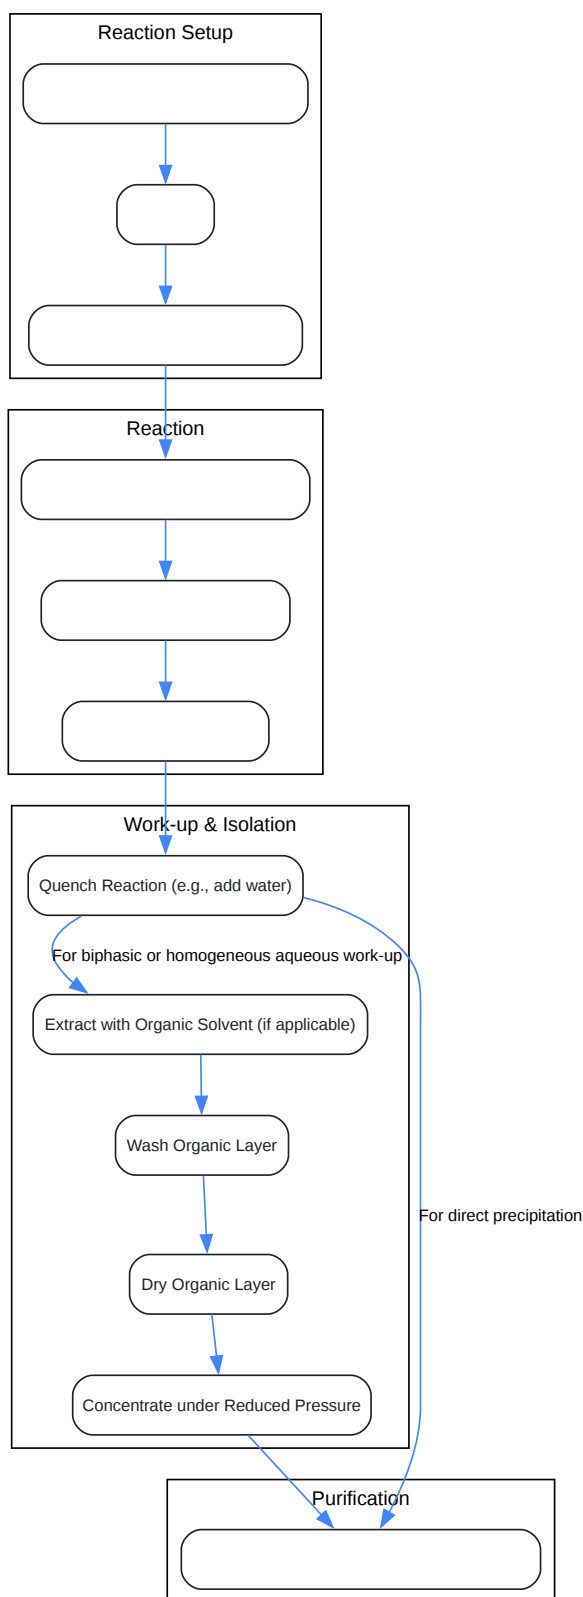 Reaction Setup
Reaction
Work-up & Isolation
Quench Reaction (e.g., add water)
For biphasic or homogeneous aqueous work-up
Extract with Organic Solvent (if applicable)
Wash Organic Layer
For direct precipitation
Dry Organic Layer
Concentrate under Reduced Pressure
Purification